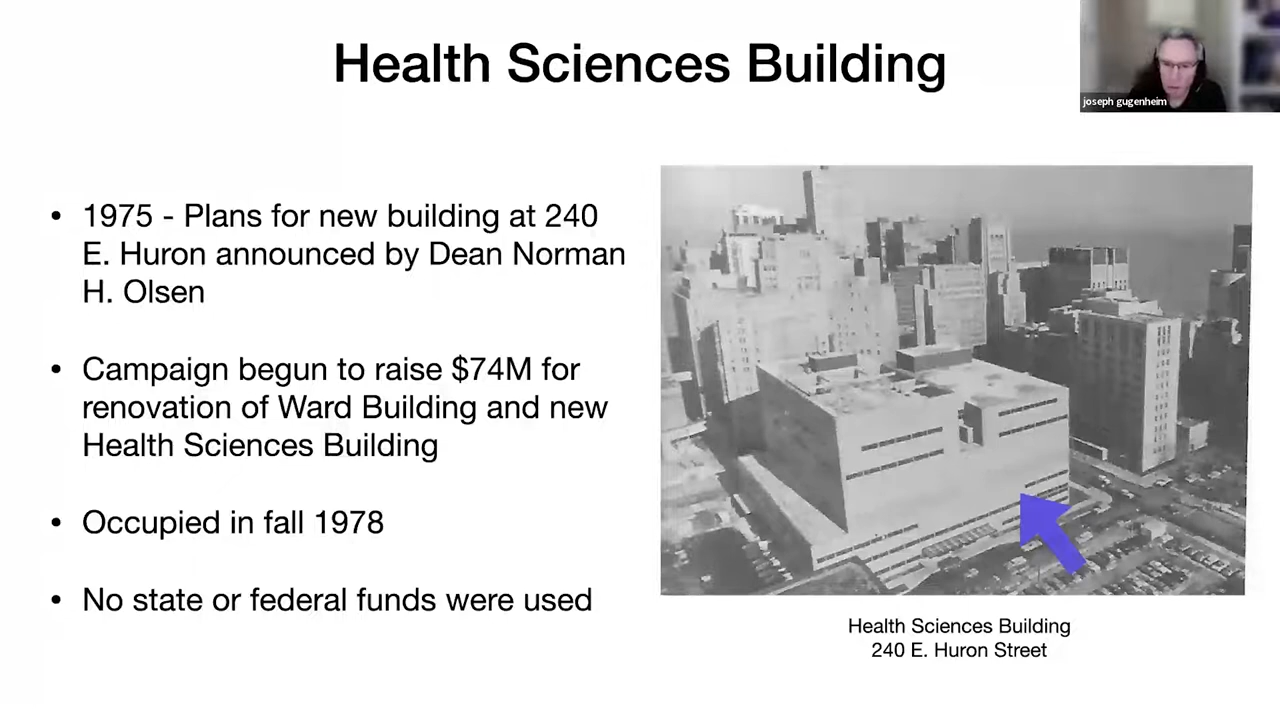 Health Sciences Building
joseph gugenheim
• 1975 - Plans for new building at 240
E. Huron announced by Dean Norman
H. Olsen
• Campaign begun to raise $74M for
renovation of Ward Building and new
Health Sciences Building
• Occupied in fall 1978
• No state or federal funds were used
Health Sciences Building
240 E. Huron Street